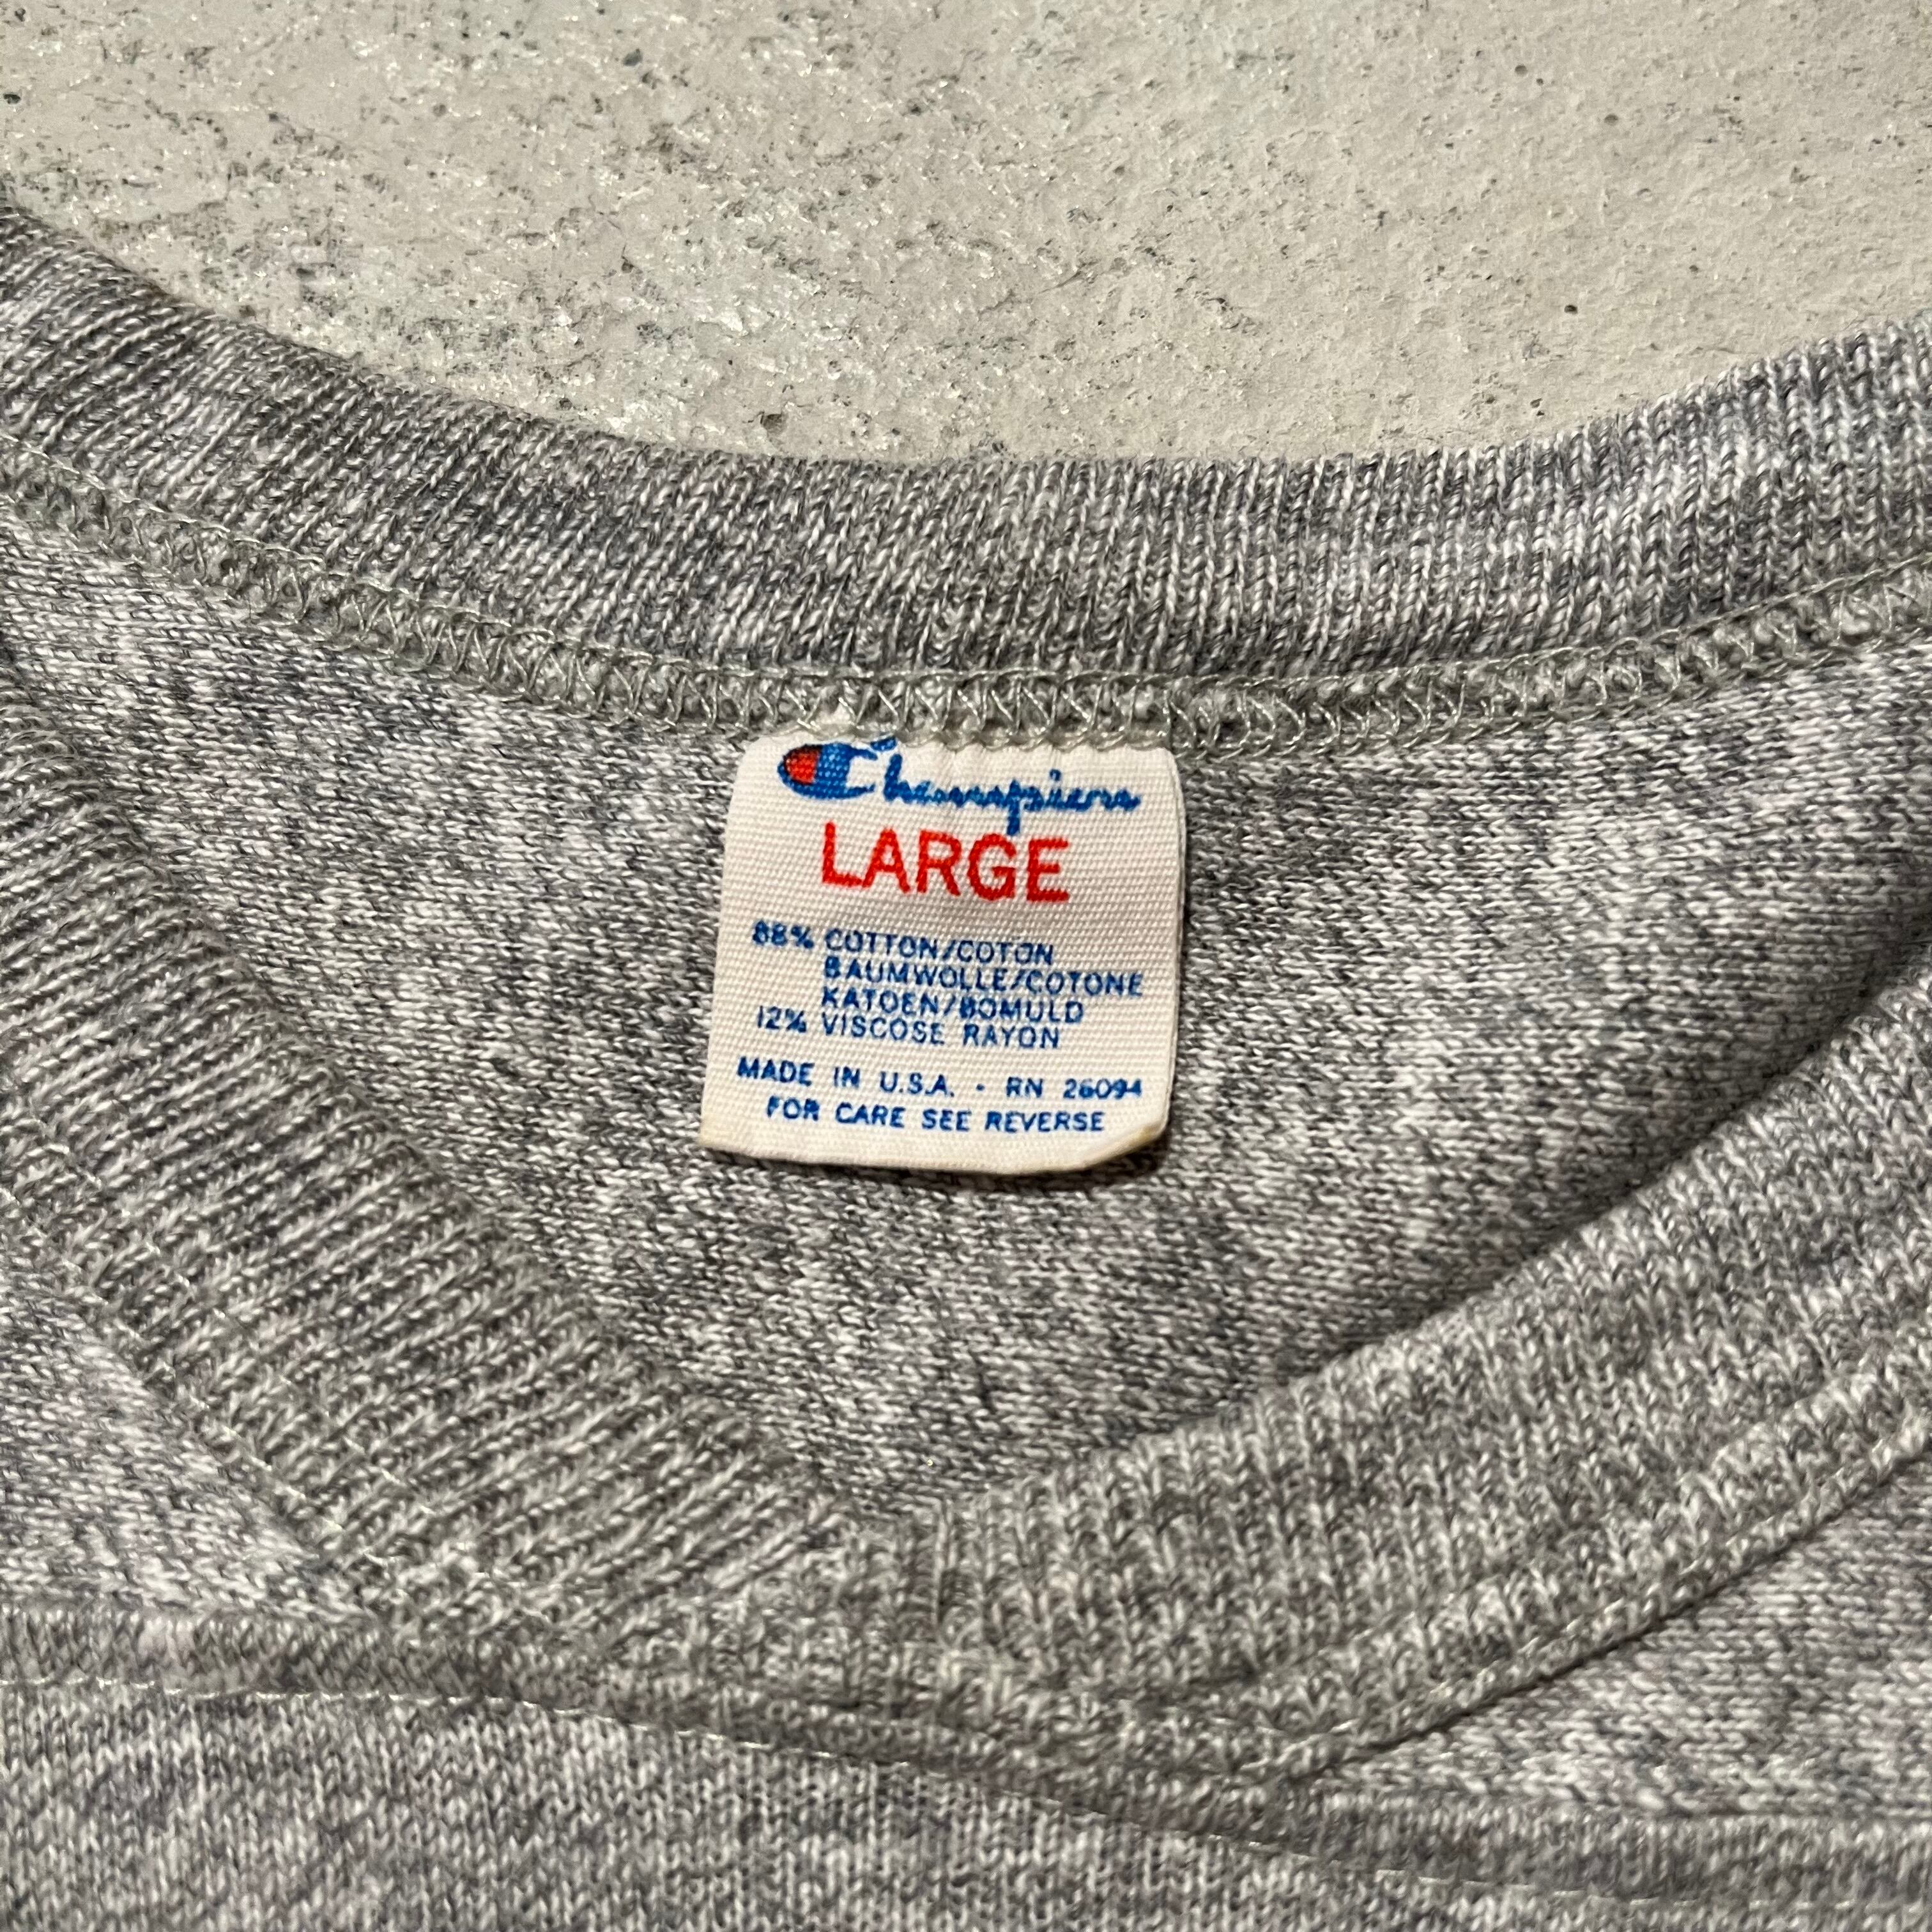 Champion
LARGE
88% COTTON/COTON
BAUMWOLLE/COTONE
KATOEN/BOMULD
12% VISCOSE RAYON
MADE IN U.S.A. - RN 26094
FOR CARE SEE REVERSE